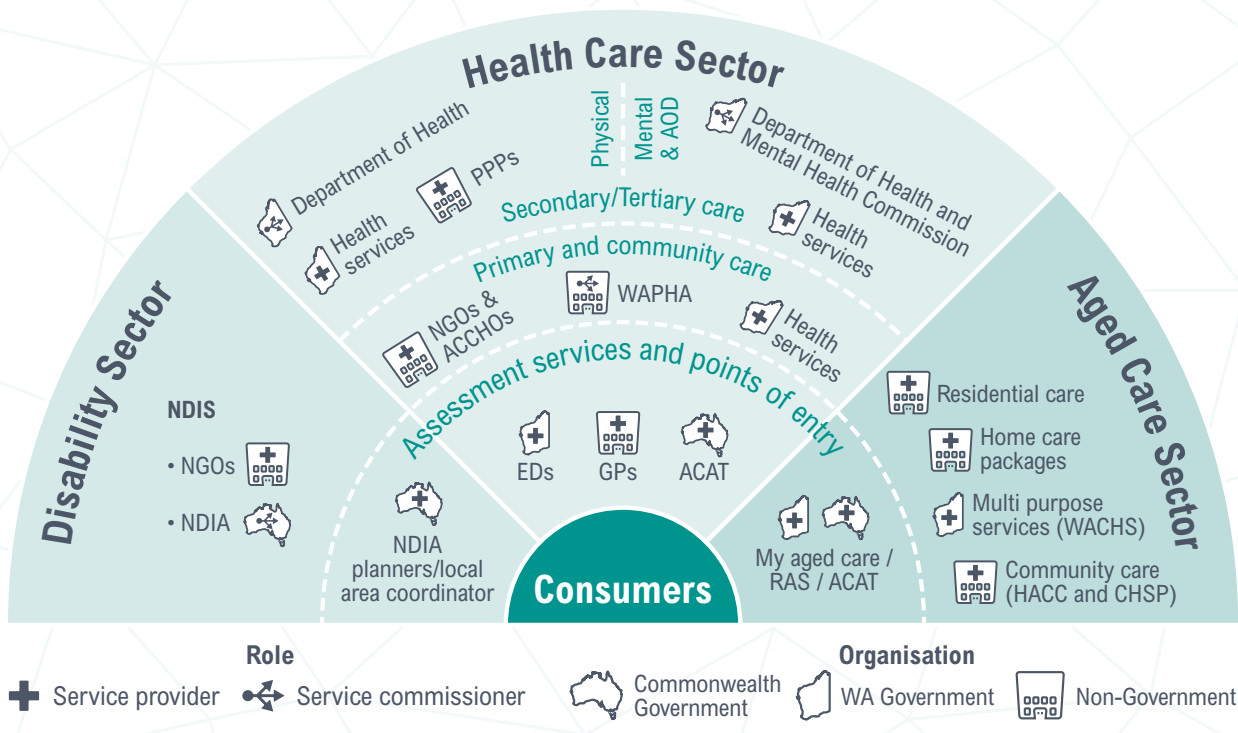 Health Care Sector
Physical
Mental
& AOD
Department of Health
Health
services
PPPs
Department of Health and
Mental Health Commission
Health
services
Secondary/Tertiary care
Primary and community care
NGOs &
ACCHOs
WAPHA
Health
services
Assessment services and points of entry
EDs
GPs
ACAT
Disability Sector
NDIS
• NGOs
• NDIA
NDIA
planners/local
area coordinator
Consumers
Aged Care Sector
Residential care
Home care
packages
Multi purpose
services (WACHS)
Community care
(HACC and CHSP)
My aged care /
RAS / ACAT
Role
Service provider
Service commissioner
Organisation
Commonwealth
Government
WA Government
Non-Government